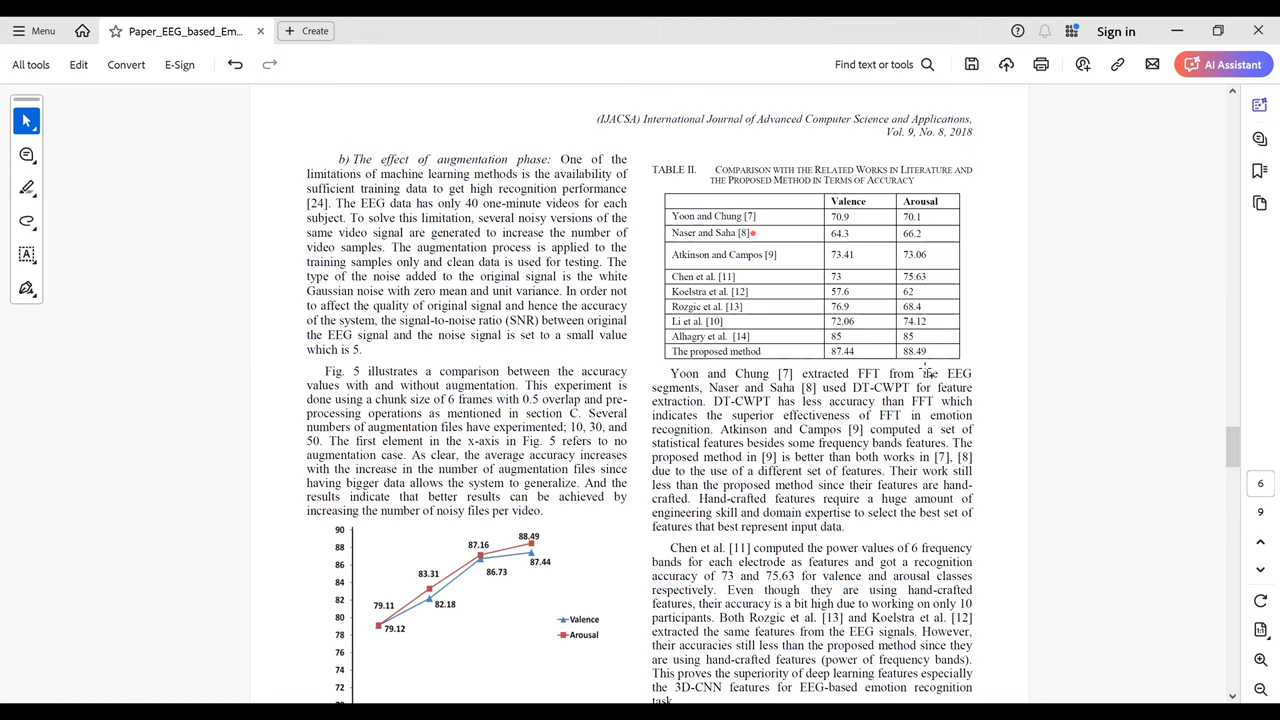 Menu
Paper_EEG_based_Em...
Create
Sign in
All tools
Edit
Convert
E-Sign
Find text or tools
AI Assistant
(IJACSA) International Journal of Advanced Computer Science and Applications,
Vol. 9, No. 8, 2018
b) The effect of augmentation phase: One of the
limitations of machine learning methods is the availability of
sufficient training data to get high recognition performance
[24]. The EEG data has only 40 one-minute videos for each
subject. To solve this limitation, several noisy versions of the
same video signal are generated to increase the number of
video samples. The augmentation process is applied to the
training samples only and clean data is used for testing. The
type of the noise added to the original signal is the white
Gaussian noise with zero mean and unit variance. In order not
to affect the quality of original signal and hence the accuracy
of the system, the signal-to-noise ratio (SNR) between original
the EEG signal and the noise signal is set to a small value
which is 5.
Fig. 5 illustrates a comparison between the accuracy
values with and without augmentation. This experiment is
done using a chunk size of 6 frames with 0.5 overlap and pre-
processing operations as mentioned in section C. Several
numbers of augmentation files have experimented; 10, 30, and
50. The first element in the x-axis in Fig. 5 refers to no
augmentation case. As clear, the average accuracy increases
with the increase in the number of augmentation files since
having bigger data allows the system to generalize. And the
results indicate that better results can be achieved by
increasing the number of noisy files per video.
90
88
86
84
82
80
78
76
74
72
79.11
79.12
83.31
82.18
87.16
86.73
88.49
87.44
Valence
Arousal
TABLE II. COMPARISON WITH THE RELATED WORKS IN LITERATURE AND
THE PROPOSED METHOD IN TERMS OF ACCURACY
Valence Arousal
Yoon and Chung [7] 70.9 70.1
Naser and Saha [8] 64.3 66.2
Atkinson and Campos [9] 73.41 73.06
Chen et al. [11] 73 75.63
Koelstra et al. [12] 57.6 62
Rozgic et al. [13] 76.9 68.4
Li et al. [10] 72.06 74.12
Alhagry et al. [14] 85 85
The proposed method 87.44 88.49
Yoon and Chung [7] extracted FFT from the EEG
segments, Naser and Saha [8] used DT-CWPT for feature
extraction. DT-CWPT has less accuracy than FFT which
indicates the superior effectiveness of FFT in emotion
recognition. Atkinson and Campos [9] computed a set of
statistical features besides some frequency bands features. The
proposed method in [9] is better than both works in [7], [8]
due to the use of a different set of features. Their work still
less than the proposed method since their features are hand-
crafted. Hand-crafted features require a huge amount of
engineering skill and domain expertise to select the best set of
features that best represent input data.
Chen et al. [11] computed the power values of 6 frequency
bands for each electrode as features and got a recognition
accuracy of 73 and 75.63 for valence and arousal classes
respectively. Even though they are using hand-crafted
features, their accuracy is a bit high due to working on only 10
participants. Both Rozgic et al. [13] and Koelstra et al. [12]
extracted the same features from the EEG signals. However,
their accuracies still less than the proposed method since they
are using hand-crafted features (power of frequency bands).
This proves the superiority of deep learning features especially
the 3D-CNN features for EEG-based emotion recognition
task.
6
9